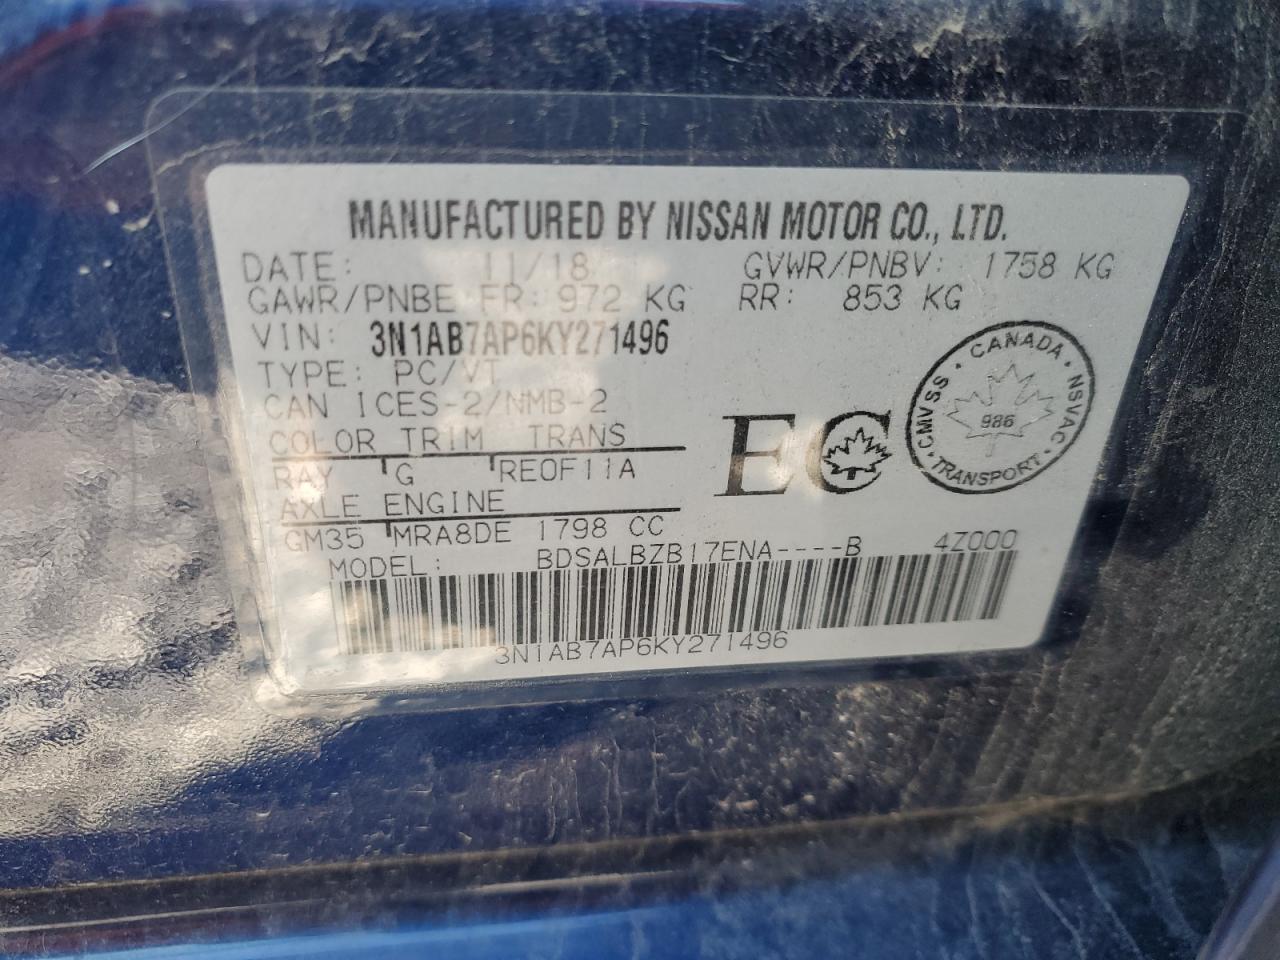 MANUFACTURED BY NISSAN MOTOR CO., LTD.
DATE: 11/18 GVWR/PNBV: 1758 KG
GAWR/PNBE FR: 972 KG RR: 853 KG
VIN: 3N1AB7AP6KY271496
TYPE: PC/VT
CAN ICES-2/NMB-2
COLOR TRIM TRANS
RAY G RE0F11A
AXLE ENGINE
GM35 MRA8DE 1798 CC
MODEL: BDSALBZB17ENA----B 4Z000
3N1AB7AP6KY271496
EC
CANADA · NSVAC · TRANSPORT · CMVSS ·
986